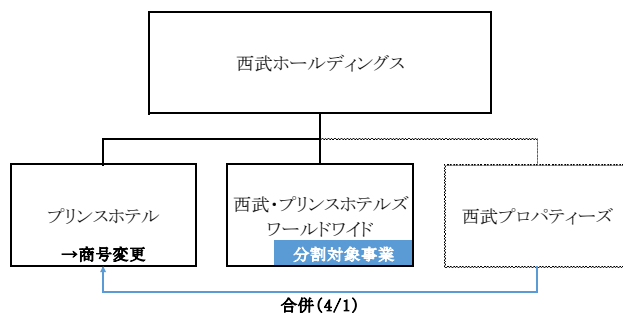 西武ホールディングス
プリンスホテル
→商号変更
西武・プリンスホテルズ
ワールドワイド
分割対象事業
西武プロパティーズ
合併(4/1)